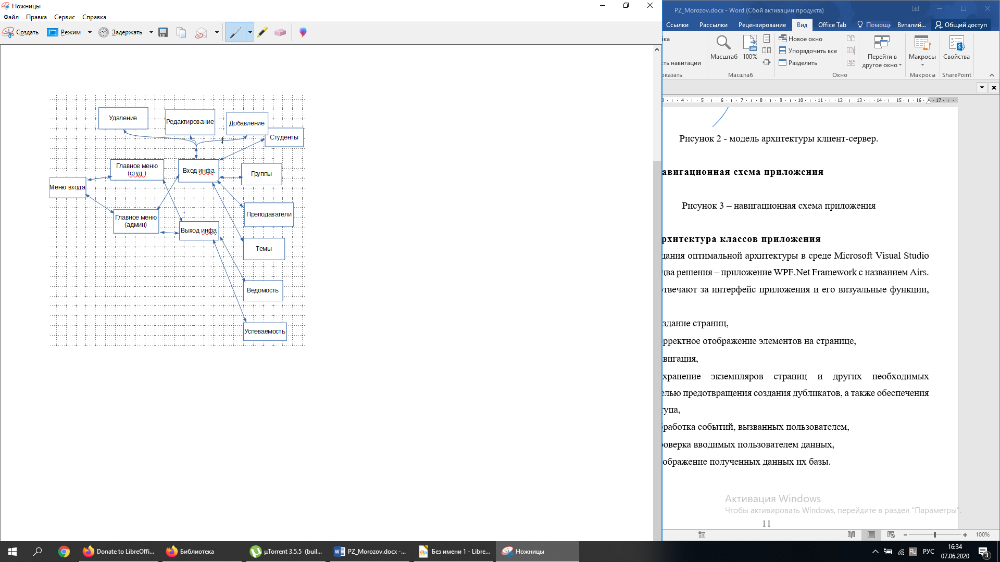 Ножницы
Файл Правка Сервис Справка
Создать Режим Задержать
Удаление
Редактирование
Добавление
Студенты
Главное меню
(студ.)
Вход инфа
Группы
Меню входа
Главное меню
(админ)
Преподаватели
Выход инфа
Темы
Ведомость
Успеваемость
PZ_Morozov.docx - Word (Сбой активации продукта)
Ссылки Рассылки Рецензирование Вид Office Tab Помощь Виталий... Общий доступ
йка
сть навигации
оказать
Масштаб
100%
Масштаб
Новое окно
Упорядочить все
Разделить
Перейти в
другое окно
Окно
Макросы
Макросы
Свойства
SharePoint
3 4 5 6 7 8 9 10 11 12 13 14 15 16 17
Рисунок 2 - модель архитектуры клиент-сервер.
авигационная схема приложения
Рисунок 3 – навигационная схема приложения
рхитектура классов приложения
дания оптимальной архитектуры в среде Microsoft Visual Studio
два решения – приложение WPF.Net Framework с названием Airs.
твечают за интерфейс приложения и его визуальные функции,
здание страниц,
орректное отображение элементов на странице,
авигация,
хранение экземпляров страниц и других необходимых
елью предотвращения создания дубликатов, а также обеспечения
тупа,
бработка событий, вызванных пользователем,
роверка вводимых пользователем данных,
ображение полученных данных их базы.
Активация Windows
Чтобы активировать Windows, перейдите в раздел "Параметры".
11
100%
Donate to LibreOffi... Библиотека µTorrent 3.5.5 (buil... PZ_Morozov.docx -... Без имени 1 - Libre... Ножницы
Ru РУС
16:34
07.06.2020
3